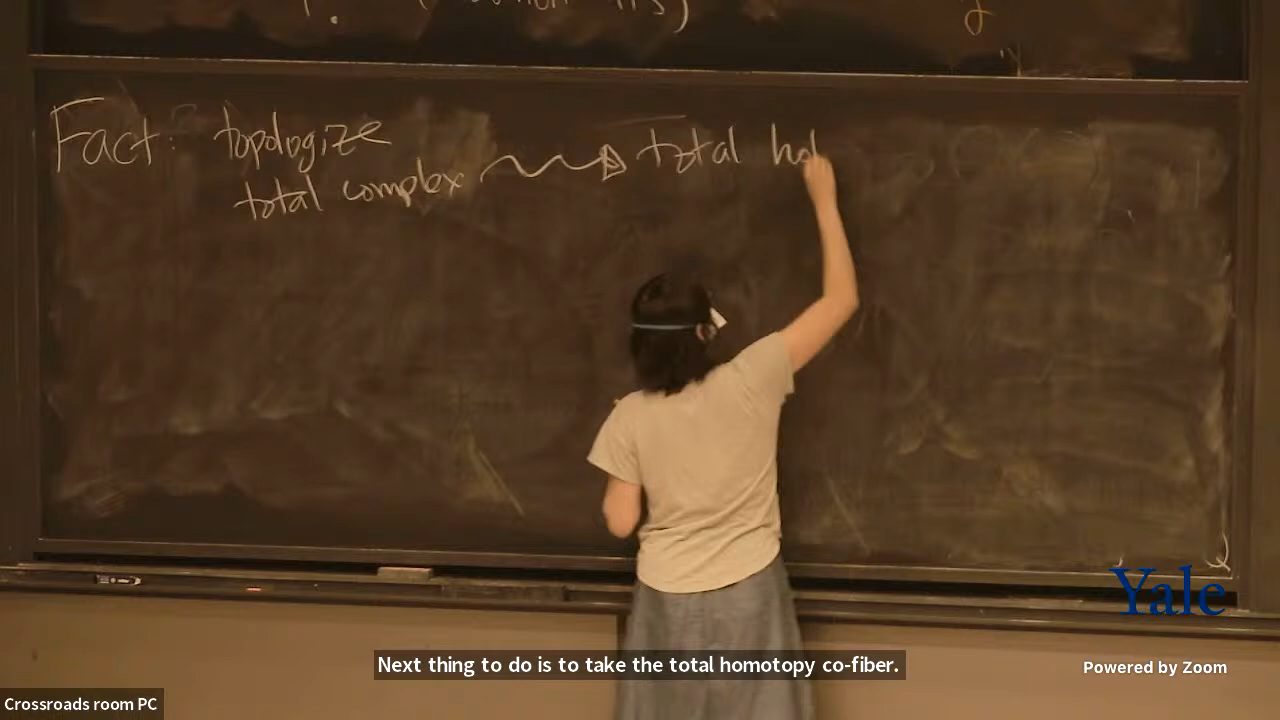 Fact: topologize
total complex
total ho
Yale
Next thing to do is to take the total homotopy co-fiber.
Powered by Zoom
Crossroads room PC